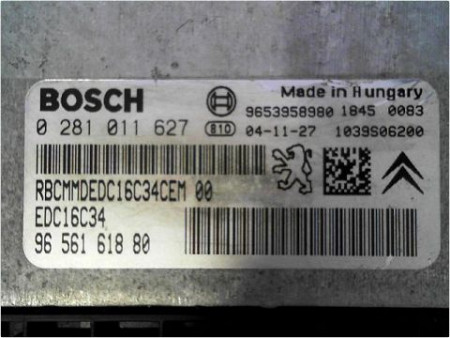 BOSCH
Made in Hungary
9653958980 1845 0083
0 281 011 627 810 04-11-27 1039S06200
RBCMMDEDC16C34CEM 00
EDC16C34
96 561 618 80